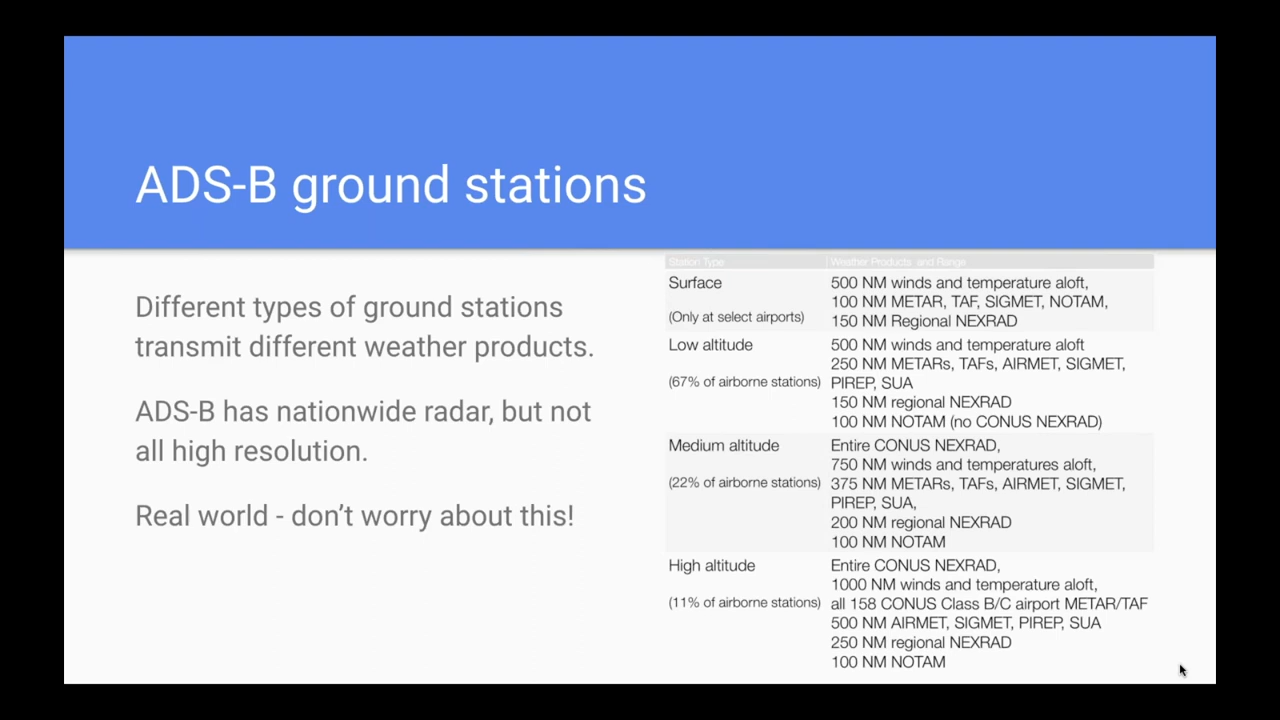 ADS-B ground stations
Different types of ground stations
transmit different weather products.
ADS-B has nationwide radar, but not
all high resolution.
Real world - don't worry about this!
Station Type
Weather Products and Range
Surface
(Only at select airports)
500 NM winds and temperature aloft,
100 NM METAR, TAF, SIGMET, NOTAM,
150 NM Regional NEXRAD
Low altitude
(67% of airborne stations)
500 NM winds and temperature aloft
250 NM METARs, TAFs, AIRMET, SIGMET,
PIREP, SUA
150 NM regional NEXRAD
100 NM NOTAM (no CONUS NEXRAD)
Medium altitude
(22% of airborne stations)
Entire CONUS NEXRAD,
750 NM winds and temperatures aloft,
375 NM METARs, TAFs, AIRMET, SIGMET,
PIREP, SUA,
200 NM regional NEXRAD
100 NM NOTAM
High altitude
(11% of airborne stations)
Entire CONUS NEXRAD,
1000 NM winds and temperature aloft,
all 158 CONUS Class B/C airport METAR/TAF
500 NM AIRMET, SIGMET, PIREP, SUA
250 NM regional NEXRAD
100 NM NOTAM